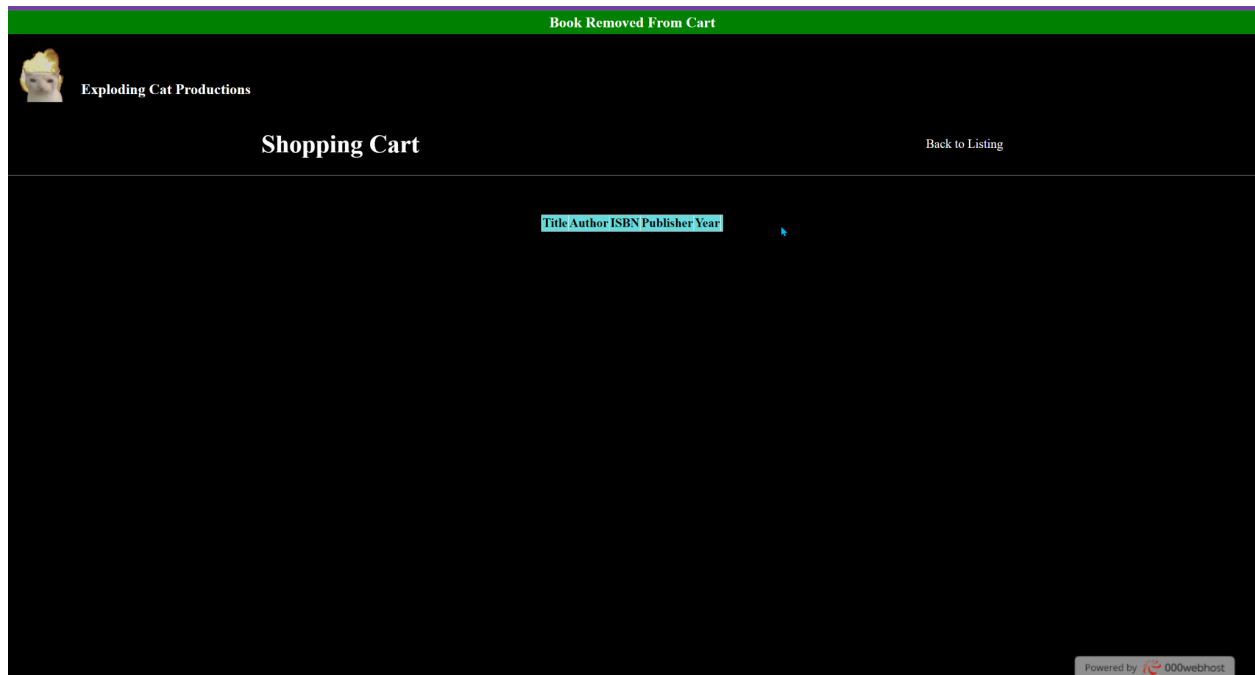 Book Removed From Cart
Exploding Cat Productions
Shopping Cart
Back to Listing
Title Author ISBN Publisher Year
Powered by 000webhost